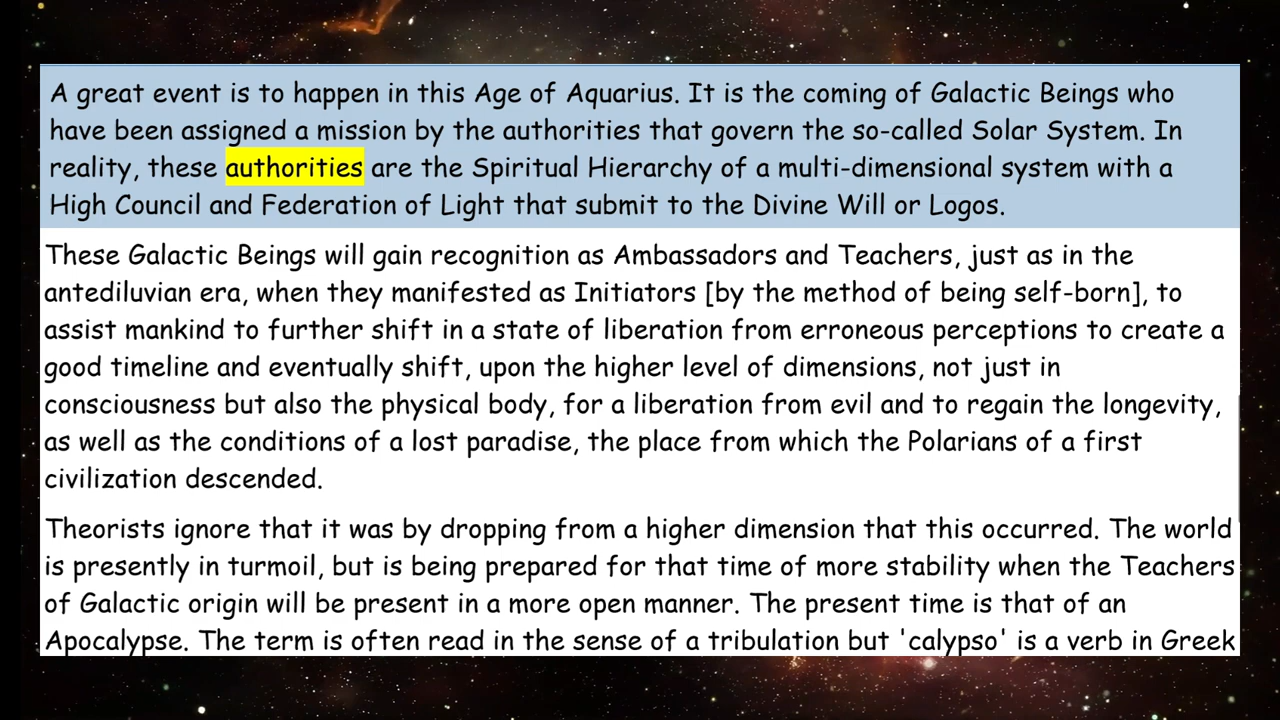 A great event is to happen in this Age of Aquarius. It is the coming of Galactic Beings who
have been assigned a mission by the authorities that govern the so-called Solar System. In
reality, these authorities are the Spiritual Hierarchy of a multi-dimensional system with a
High Council and Federation of Light that submit to the Divine Will or Logos.
These Galactic Beings will gain recognition as Ambassadors and Teachers, just as in the
antediluvian era, when they manifested as Initiators [by the method of being self-born], to
assist mankind to further shift in a state of liberation from erroneous perceptions to create a
good timeline and eventually shift, upon the higher level of dimensions, not just in
consciousness but also the physical body, for a liberation from evil and to regain the longevity,
as well as the conditions of a lost paradise, the place from which the Polarians of a first
civilization descended.
Theorists ignore that it was by dropping from a higher dimension that this occurred. The world
is presently in turmoil, but is being prepared for that time of more stability when the Teachers
of Galactic origin will be present in a more open manner. The present time is that of an
Apocalypse. The term is often read in the sense of a tribulation but 'calypso' is a verb in Greek